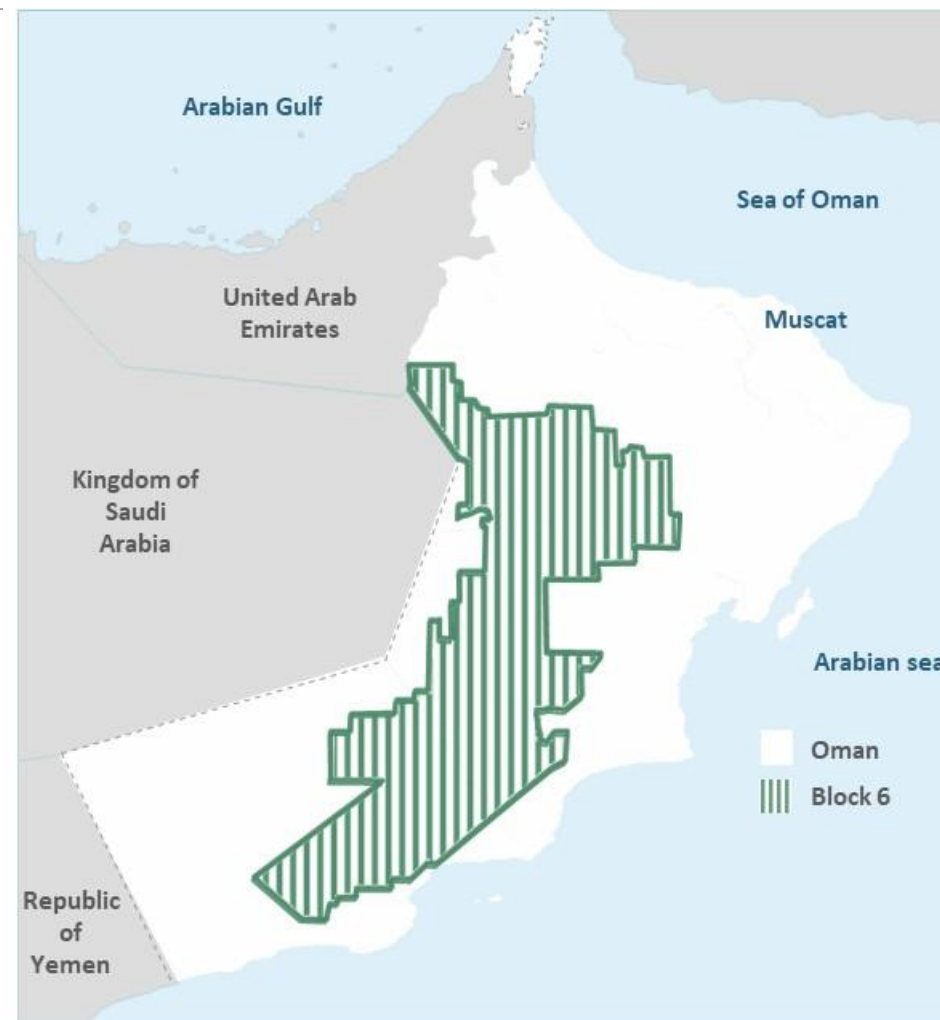 Arabian Gulf
Sea of Oman
United Arab
Emirates
Muscat
Kingdom of
Saudi
Arabia
Arabian sea
Oman
Block 6
Republic
of
Yemen